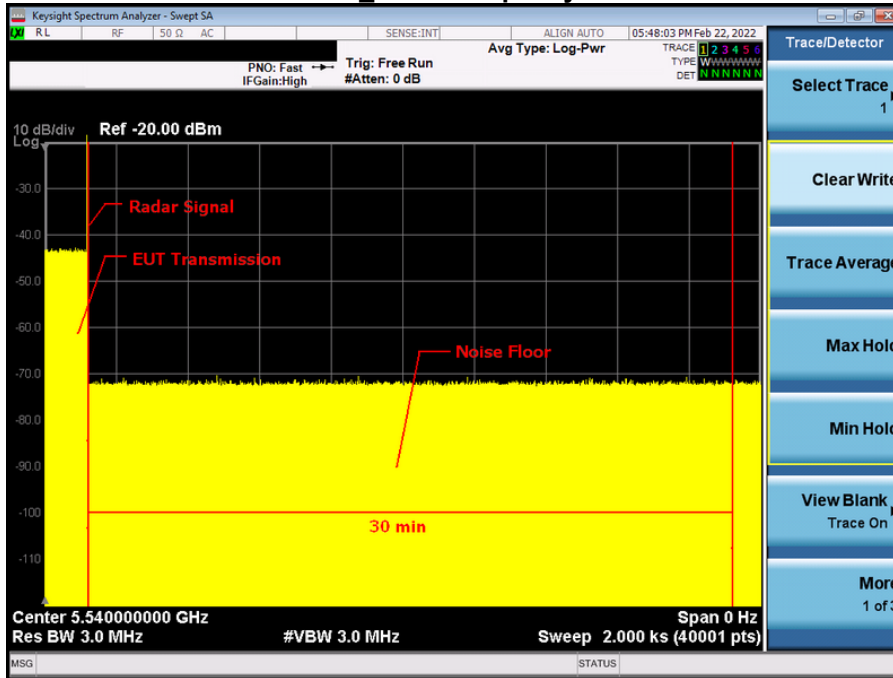 Keysight Spectrum Analyzer - Swept SA
LXI RL RF 50 Ω AC SENSE:INT ALIGN AUTO 05:48:03 PM Feb 22, 2022
Avg Type: Log-Pwr
TRACE 1 2 3 4 5 6
TYPE WWWWWW
DET N N N N N N
PNO: Fast
IFGain:High
Trig: Free Run
#Atten: 0 dB
10 dB/div
Log
Ref -20.00 dBm
-30.0
-40.0
-50.0
-60.0
-70.0
-80.0
-90.0
-100
-110
Radar Signal
EUT Transmission
Noise Floor
30 min
Center 5.540000000 GHz
Span 0 Hz
Res BW 3.0 MHz
#VBW 3.0 MHz
Sweep 2.000 ks (40001 pts)
MSG
STATUS
Trace/Detector
Select Trace
1
Clear Write
Trace Average
Max Hold
Min Hold
View Blank
Trace On
More
1 of 3